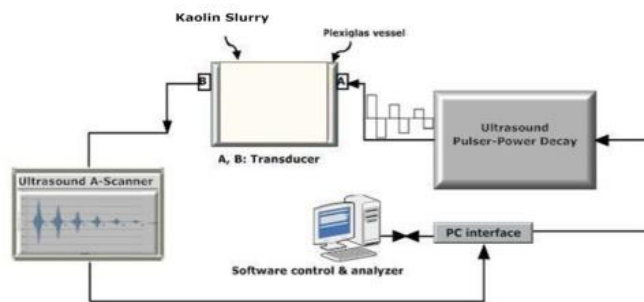 Kaolin Slurry
Plexiglas vessel
B
A
A, B: Transducer
Ultrasound
Pulser-Power Decay
Ultrasound A-Scanner
PC interface
Software control & analyzer